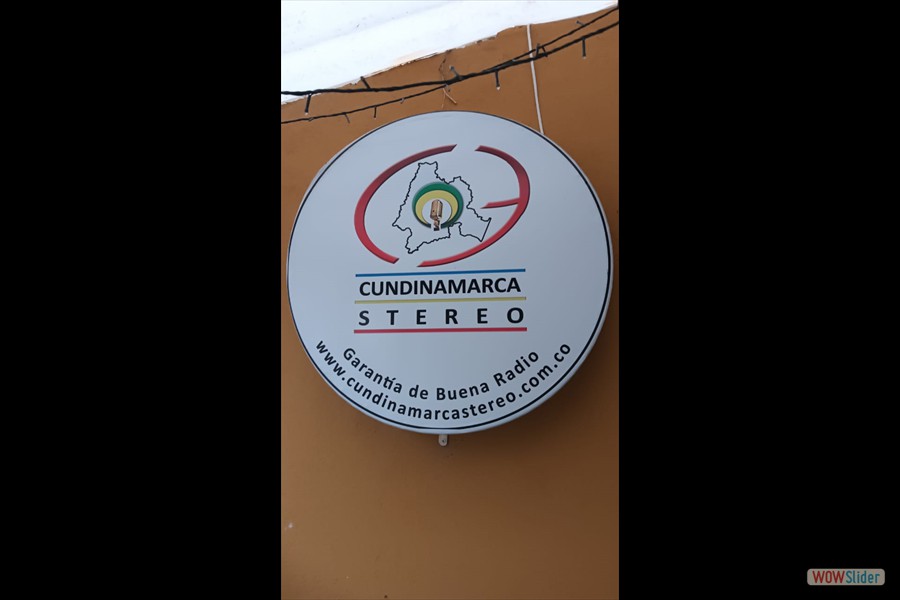 CUNDINAMARCA
STEREO
Garantía de Buena Radio
www.cundinamarcastereo.com.co
WOWSlider